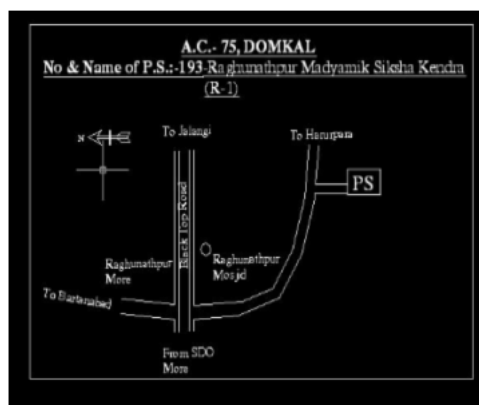 A.C.- 75, DOMKAL
No & Name of P.S.:-193-Raghunathpur Madyamik Siksha Kendra
(R-1)
N
To Jalangi
To Harurpara
PS
Black Top Road
Raghunathpur
More
Raghunathpur
Mosjid
To Bartanabad
From SDO
More